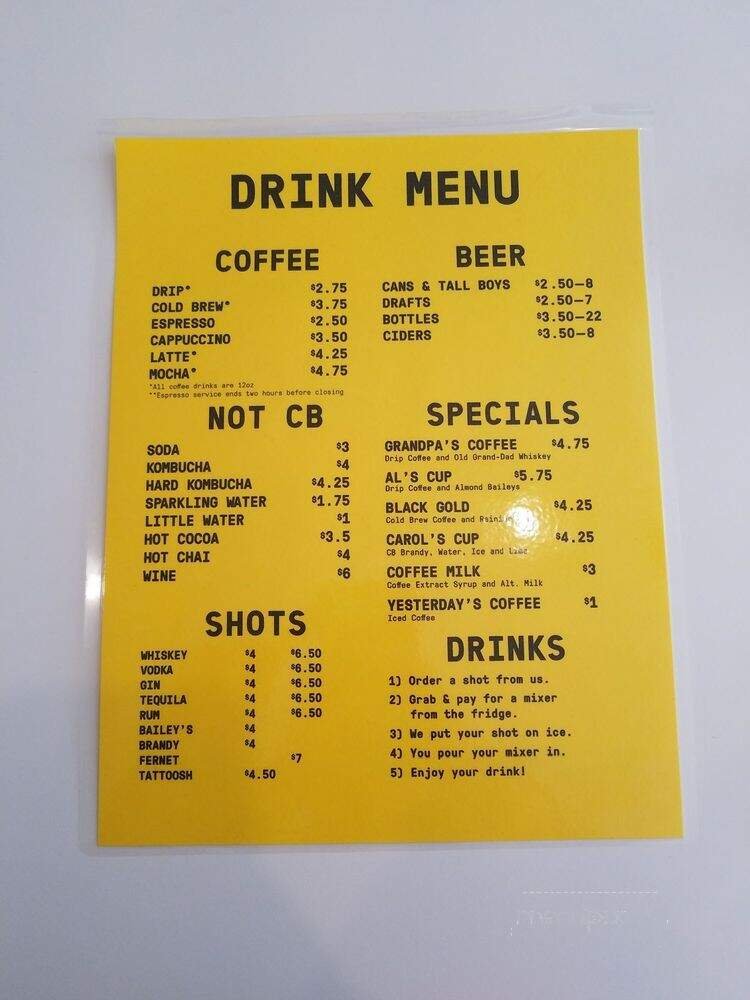 DRINK MENU
COFFEE
DRIP* $2.75
COLD BREW* $3.75
ESPRESSO $2.50
CAPPUCCINO $3.50
LATTE* $4.25
MOCHA* $4.75
*All coffee drinks are 12oz
**Espresso service ends two hours before closing
NOT CB
SODA $3
KOMBUCHA $4
HARD KOMBUCHA $4.25
SPARKLING WATER $1.75
LITTLE WATER $1
HOT COCOA $3.5
HOT CHAI $4
WINE $6
SHOTS
WHISKEY $4 $6.50
VODKA $4 $6.50
GIN $4 $6.50
TEQUILA $4 $6.50
RUM $4 $6.50
BAILEY'S $4
BRANDY $4
FERNET $7
TATTOOSH $4.50
BEER
CANS & TALL BOYS $2.50—8
DRAFTS $2.50—7
BOTTLES $3.50—22
CIDERS $3.50—8
SPECIALS
GRANDPA'S COFFEE $4.75
Drip Coffee and Old Grand-Dad Whiskey
AL'S CUP $5.75
Drip Coffee and Almond Baileys
BLACK GOLD $4.25
Cold Brew Coffee and
CAROL'S CUP $4.25
CB Brandy, Water, Ice and Lime
COFFEE MILK $3
Coffee Extract Syrup and Alt. Milk
YESTERDAY'S COFFEE $1
Iced Coffee
DRINKS
1) Order a shot from us.
2) Grab & pay for a mixer
from the fridge.
3) We put your shot on ice.
4) You pour your mixer in.
5) Enjoy your drink!